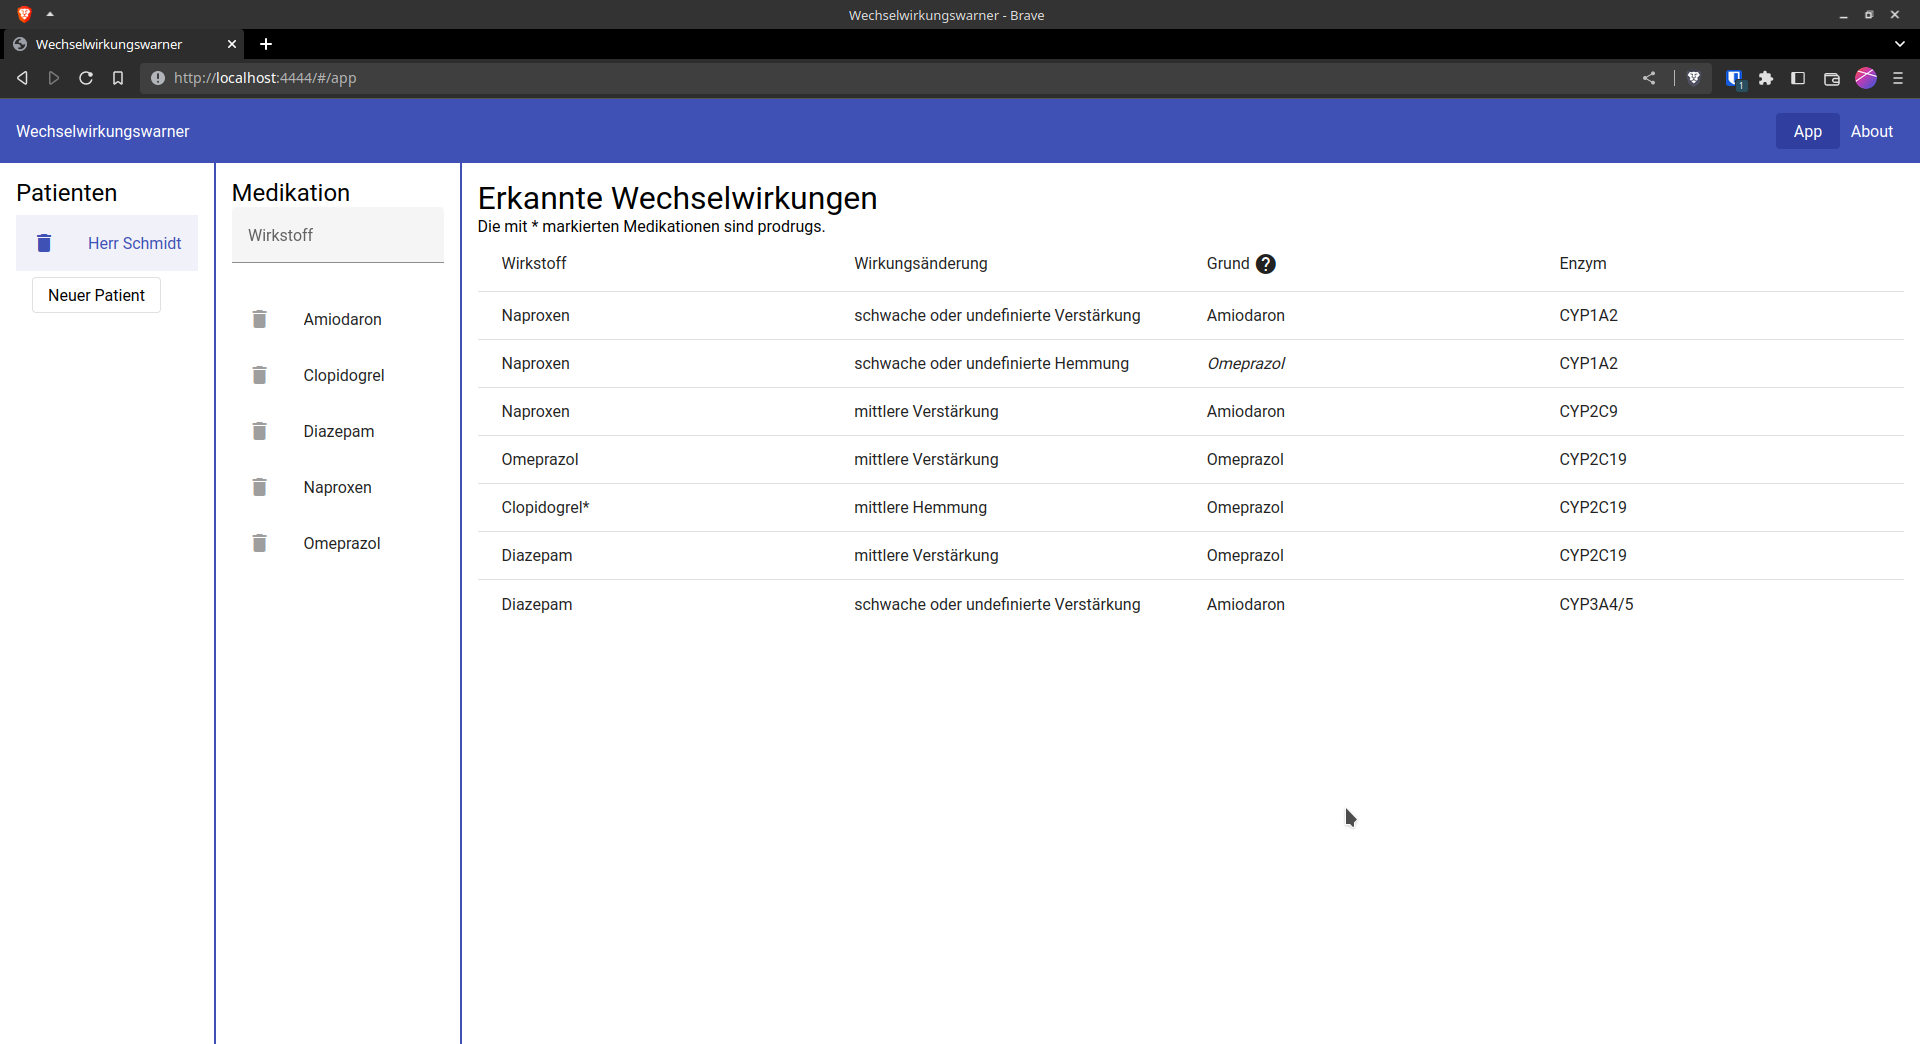 Wechselwirkungswarner - Brave
Wechselwirkungswarner
http://localhost:4444/#/app
1
Wechselwirkungswarner App About
Patienten
Herr Schmidt
Neuer Patient
Medikation
Wirkstoff
Amiodaron
Clopidogrel
Diazepam
Naproxen
Omeprazol
Erkannte Wechselwirkungen
Die mit * markierten Medikationen sind prodrugs.
Wirkstoff Wirkungsänderung Grund ? Enzym
Naproxen schwache oder undefinierte Verstärkung Amiodaron CYP1A2
Naproxen schwache oder undefinierte Hemmung Omeprazol CYP1A2
Naproxen mittlere Verstärkung Amiodaron CYP2C9
Omeprazol mittlere Verstärkung Omeprazol CYP2C19
Clopidogrel* mittlere Hemmung Omeprazol CYP2C19
Diazepam mittlere Verstärkung Omeprazol CYP2C19
Diazepam schwache oder undefinierte Verstärkung Amiodaron CYP3A4/5